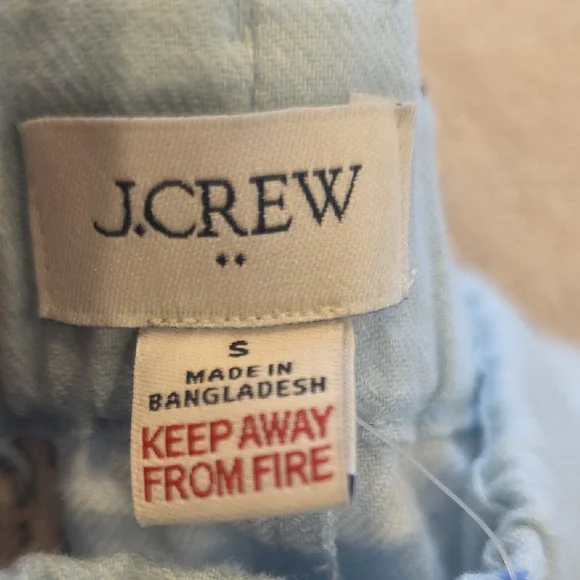 J.CREW
S
MADE IN
BANGLADESH
KEEP AWAY
FROM FIRE